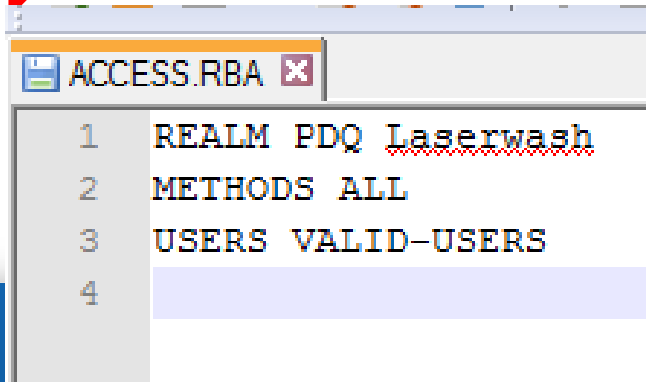 ACCESS.RBA
1 REALM PDQ Laserwash
2 METHODS ALL
3 USERS VALID-USERS
4